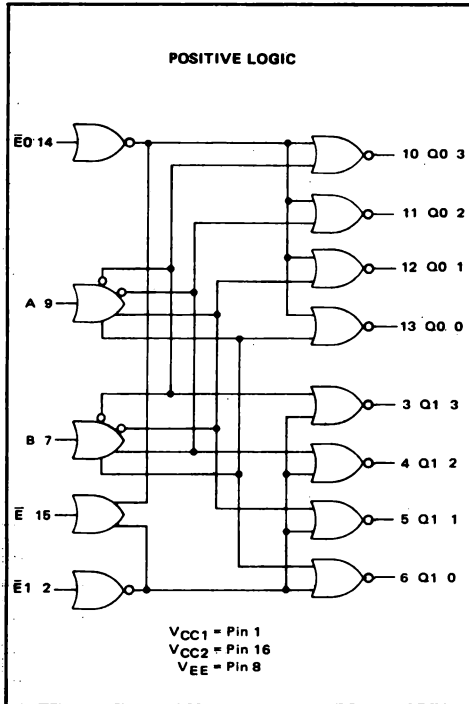 POSITIVE LOGIC
E̅0 14
10 Q0 3
11 Q0 2
12 Q0 1
A 9
13 Q0 0
3 Q1 3
B 7
4 Q1 2
E̅ 15
5 Q1 1
E̅1 2
6 Q1 0
VCC1 = Pin 1
VCC2 = Pin 16
VEE = Pin 8